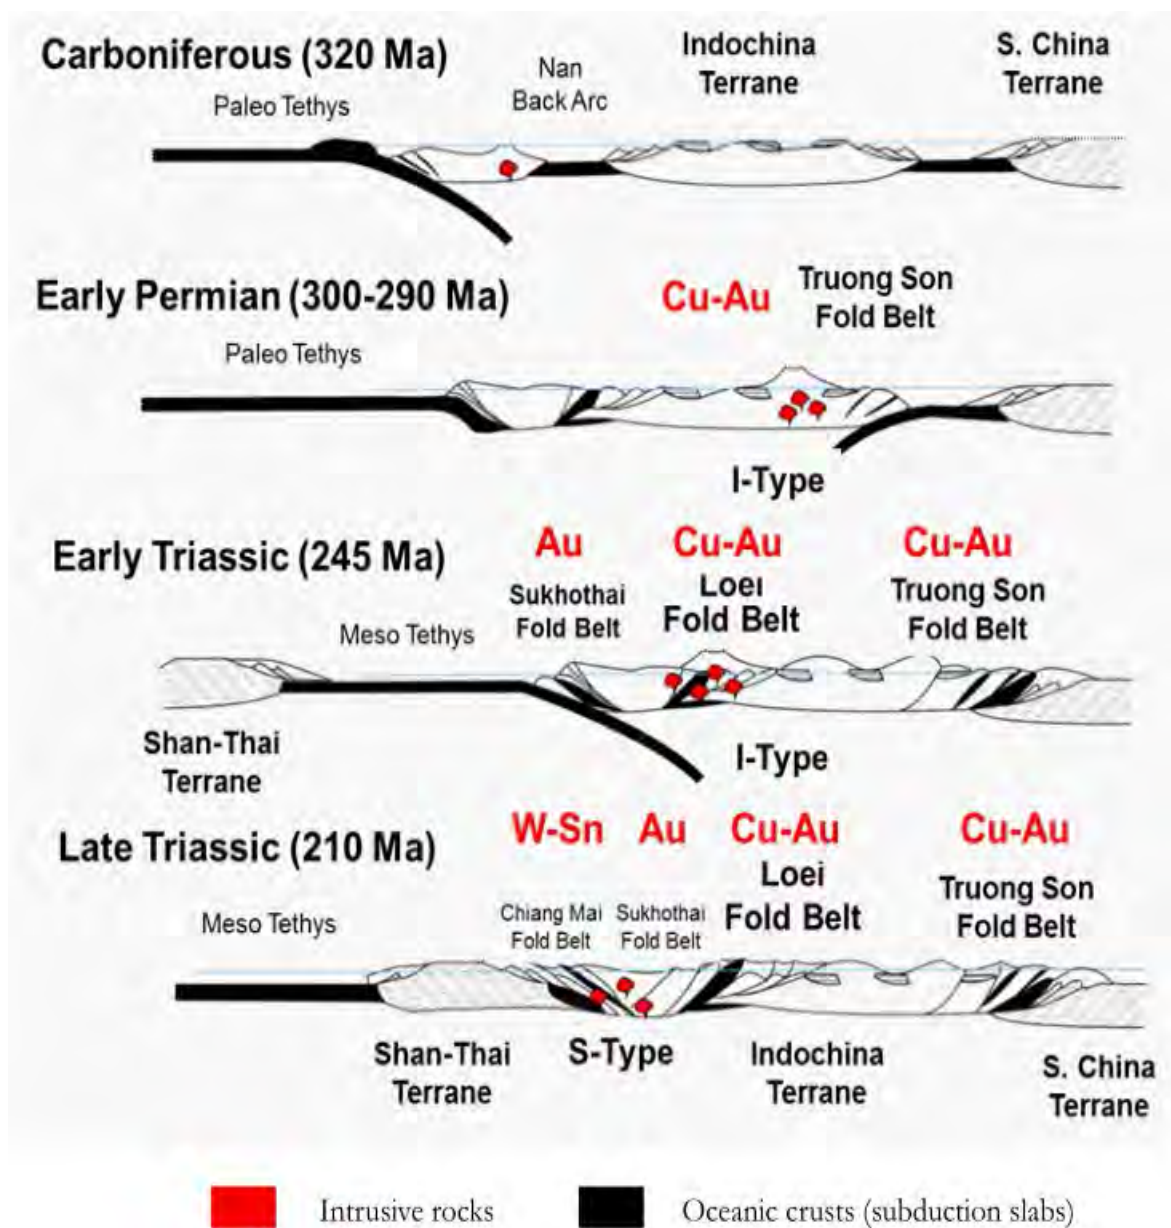 Carboniferous (320 Ma)
Paleo Tethys
Nan
Back Arc
Indochina
Terrane
S. China
Terrane
Early Permian (300-290 Ma)
Paleo Tethys
Cu-Au
Truong Son
Fold Belt
I-Type
Early Triassic (245 Ma)
Meso Tethys
Au
Sukhothai
Fold Belt
Cu-Au
Loei
Fold Belt
Cu-Au
Truong Son
Fold Belt
Shan-Thai
Terrane
I-Type
Late Triassic (210 Ma)
Meso Tethys
W-Sn
Chiang Mai
Fold Belt
Au
Sukhothai
Fold Belt
Cu-Au
Loei
Fold Belt
Cu-Au
Truong Son
Fold Belt
Shan-Thai
Terrane
S-Type
Indochina
Terrane
S. China
Terrane
Intrusive rocks
Oceanic crusts (subduction slabs)